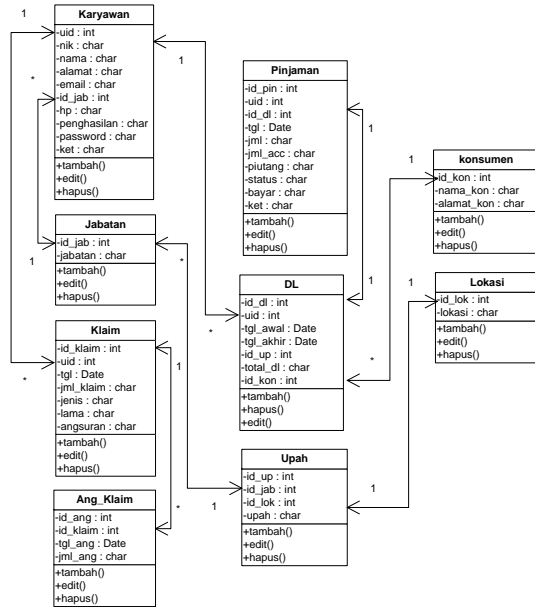 Karyawan
-uid : int
-nik : char
-nama : char
-alamat : char
-email : char
-id_jab : int
-hp : char
-penghasilan : char
-password : char
-ket : char
+tambah()
+edit()
+hapus()
Jabatan
-id_jab : int
-jabatan : char
+tambah()
+edit()
+hapus()
Klaim
-id_klaim : int
-uid : int
-tgl : Date
-jml_klaim : char
-jenis : char
-lama : char
-angsuran : char
+tambah()
+edit()
+hapus()
Ang_Klaim
-id_ang : int
-id_klaim : int
-tgl_ang : Date
-jml_ang : char
+tambah()
+edit()
+hapus()
Pinjaman
-id_pin : int
-uid : int
-id_dl : int
-tgl : Date
-jml : char
-jml_acc : char
-piutang : char
-status : char
-bayar : char
-ket : char
+tambah()
+edit()
+hapus()
DL
-id_dl : int
-uid : int
-tgl_awal : Date
-tgl_akhir : Date
-id_up : int
-total_dl : char
-id_kon : int
+tambah()
+hapus()
+edit()
Upah
-id_up : int
-id_jab : int
-id_lok : int
-upah : char
+tambah()
+edit()
+hapus()
konsumen
-id_kon : int
-nama_kon : char
-alamat_kon : char
+tambah()
+edit()
+hapus()
Lokasi
-id_lok : int
-lokasi : char
+tambah()
+edit()
+hapus()
1
*
1
*
1
*
1
*
*
1
1
1
1
*
1
1